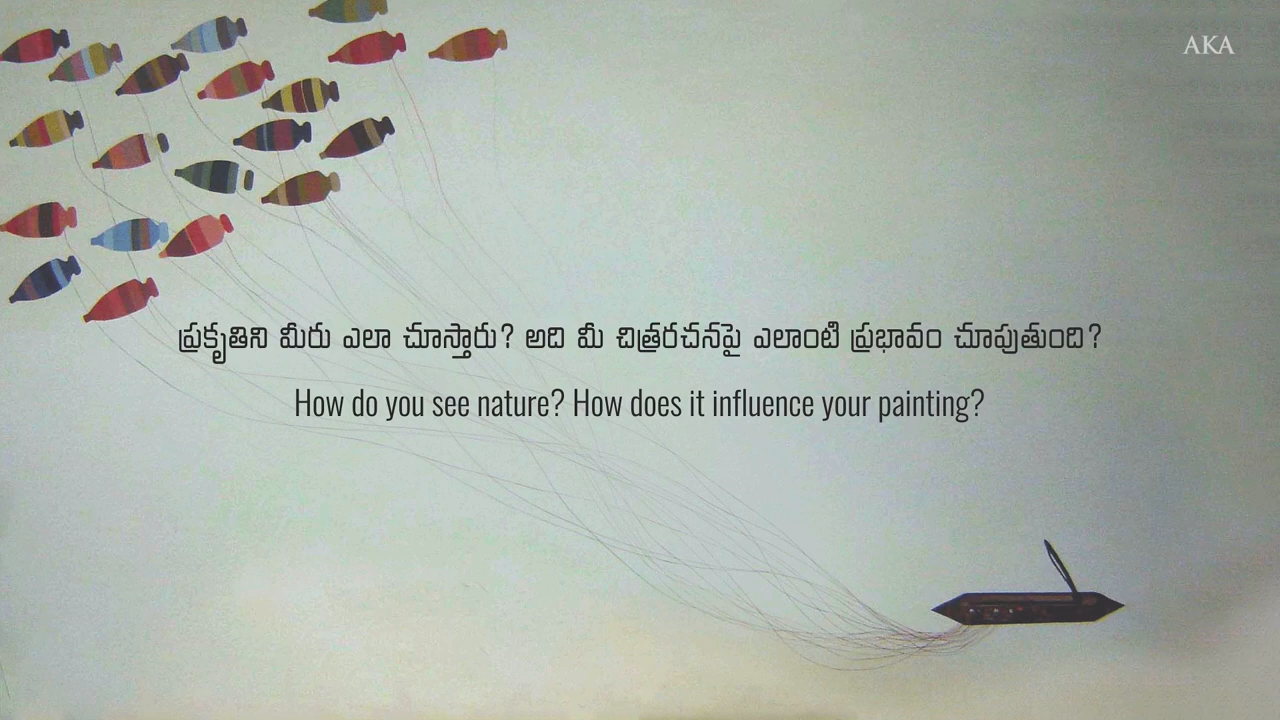 AKA
ప్రకృతిని మీరు ఎలా చూస్తారు? అది మీ చిత్రరచనపై ఎలాంటి ప్రభావం చూపుతుంది?
How do you see nature? How does it influence your painting?